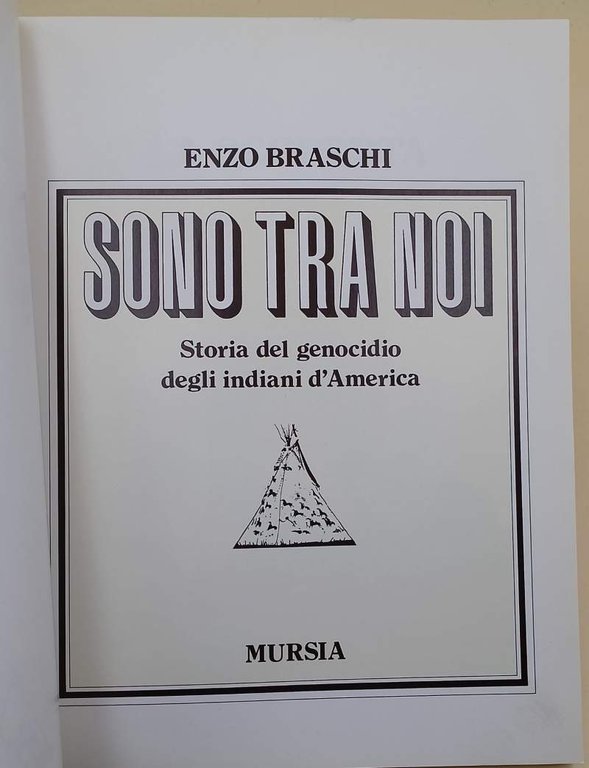 ENZO BRASCHI
SONO TRA NOI
Storia del genocidio
degli indiani d'America
MURSIA